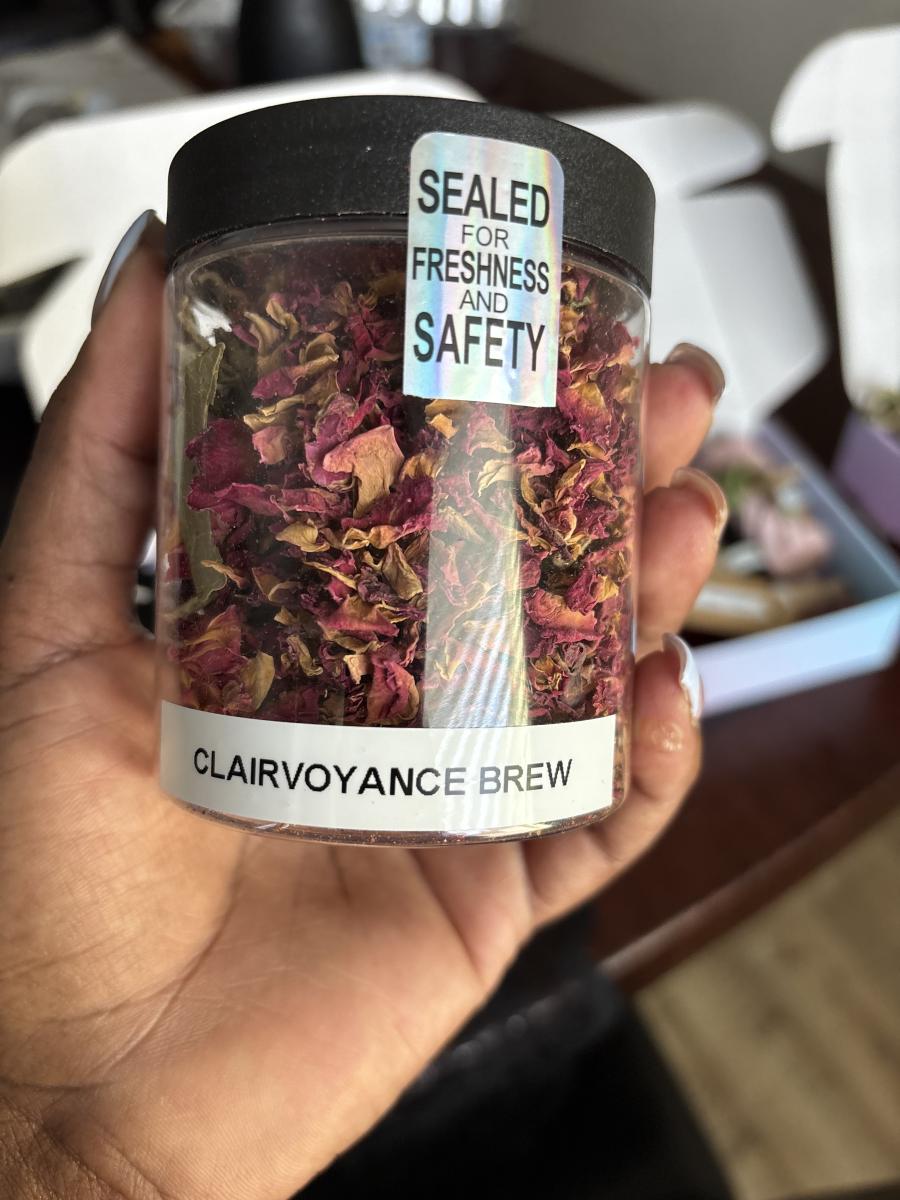 SEALED
FOR
FRESHNESS
AND
SAFETY
CLAIRVOYANCE BREW